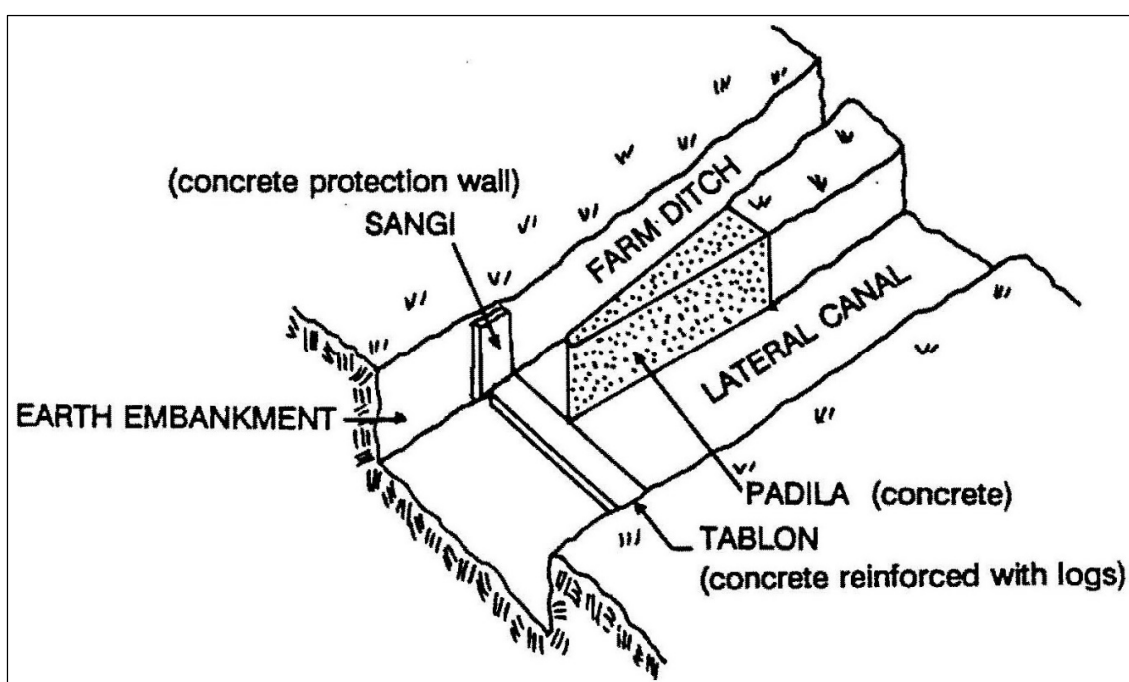 (concrete protection wall)
SANGI
FARM DITCH
LATERAL CANAL
EARTH EMBANKMENT
PADILA (concrete)
TABLON
(concrete reinforced with logs)